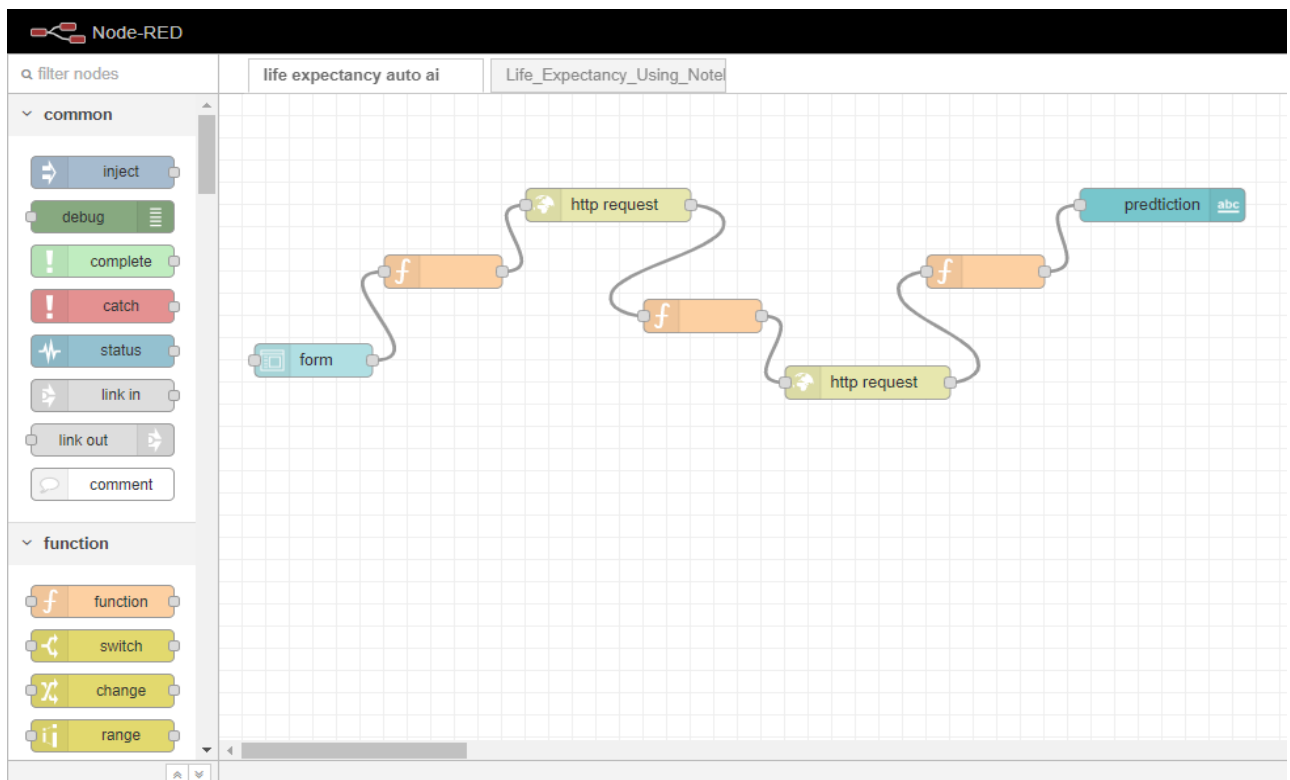 Node-RED
filter nodes
life expectancy auto ai
Life_Expectancy_Using_Note
common
inject
debug
complete
catch
status
link in
link out
comment
function
function
switch
change
range
form
http request
http request
predtiction
abc